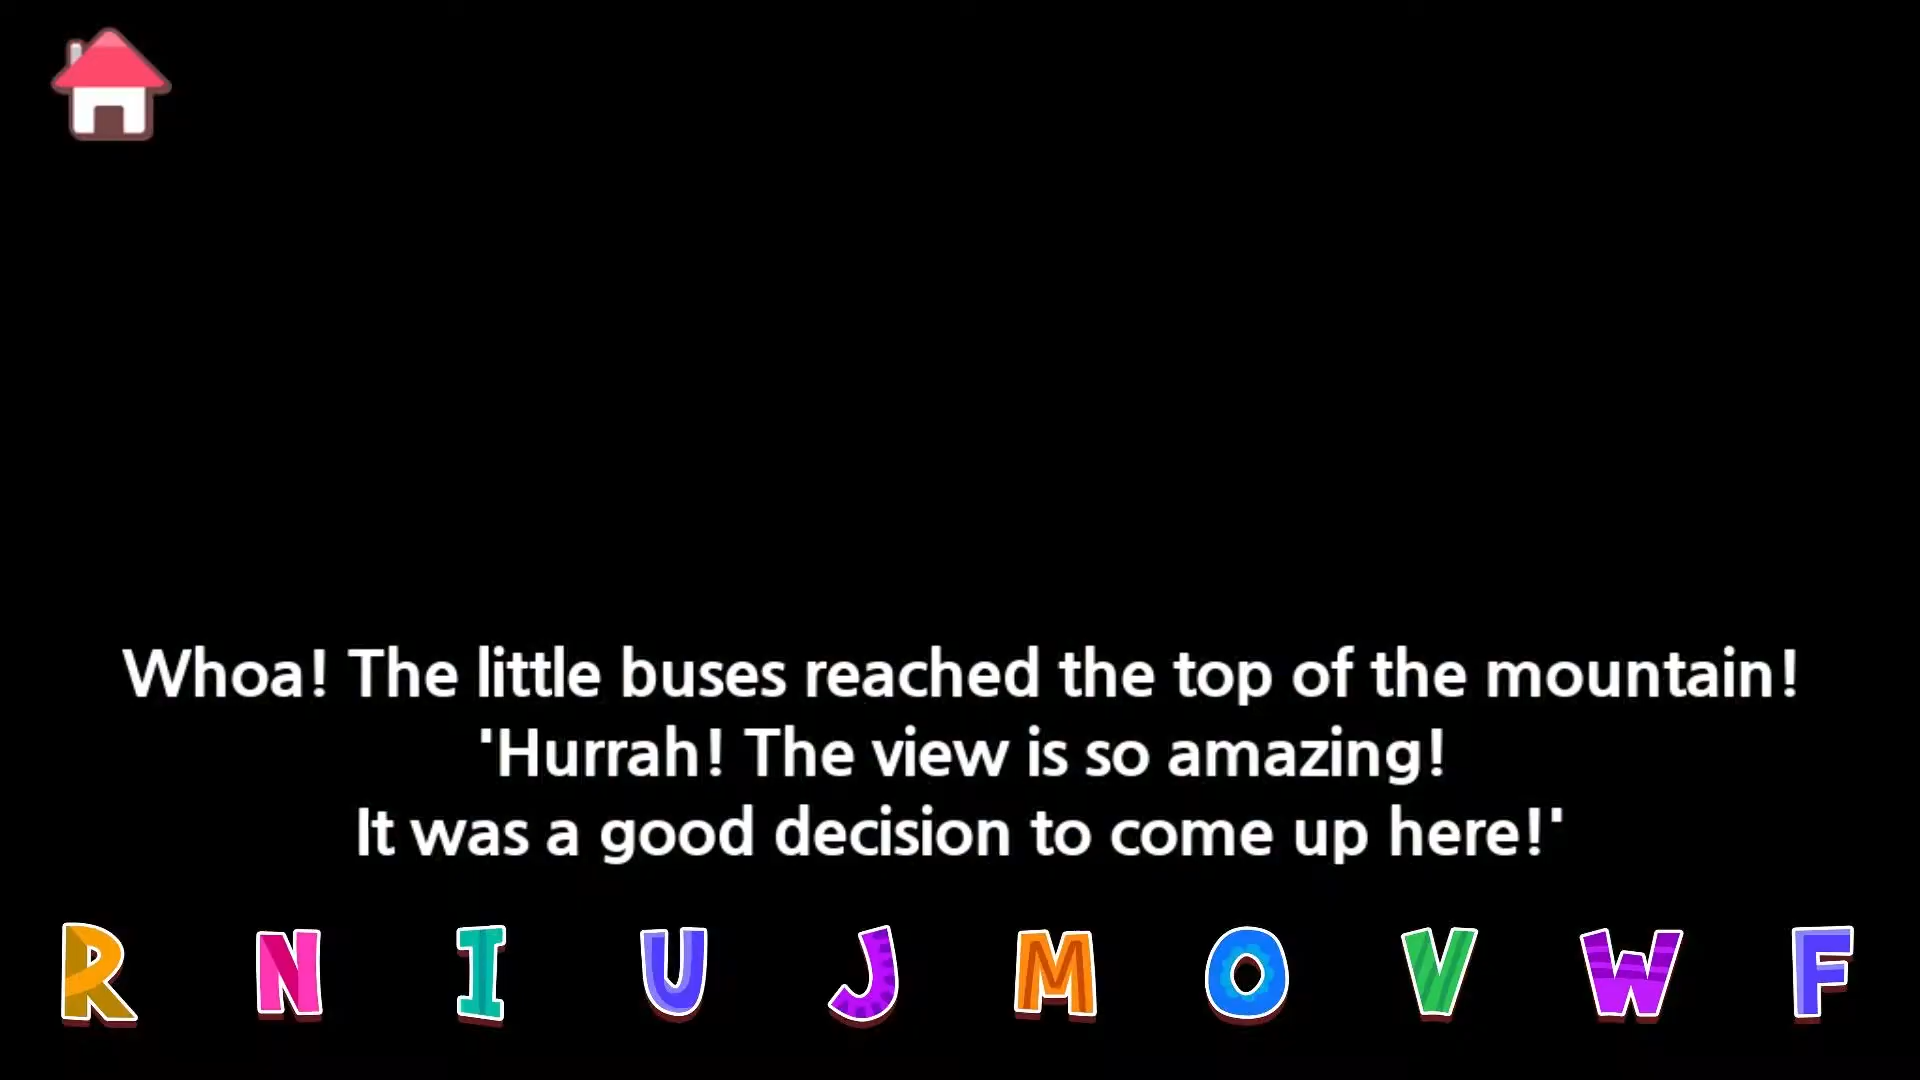 Whoa! The little buses reached the top of the mountain!
'Hurrah! The view is so amazing!
It was a good decision to come up here!'
R N I U J M O V W F